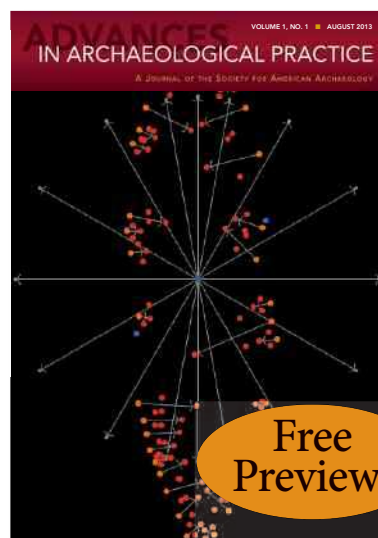 VOLUME 1, NO. 1 ■ AUGUST 2013
ADVANCES
IN ARCHAEOLOGICAL PRACTICE
A JOURNAL OF THE SOCIETY FOR AMERICAN ARCHAEOLOGY
Free
Preview